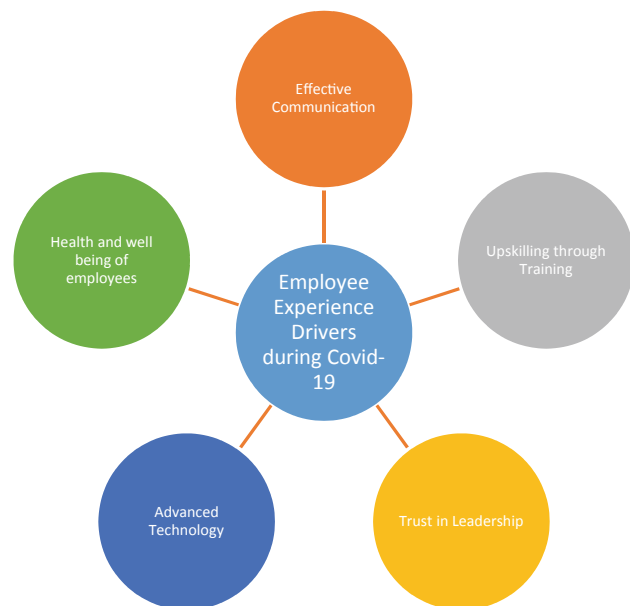 Effective
Communication
Health and well
being of
employees
Upskilling through
Training
Employee
Experience
Drivers
during Covid-
19
Advanced
Technology
Trust in Leadership